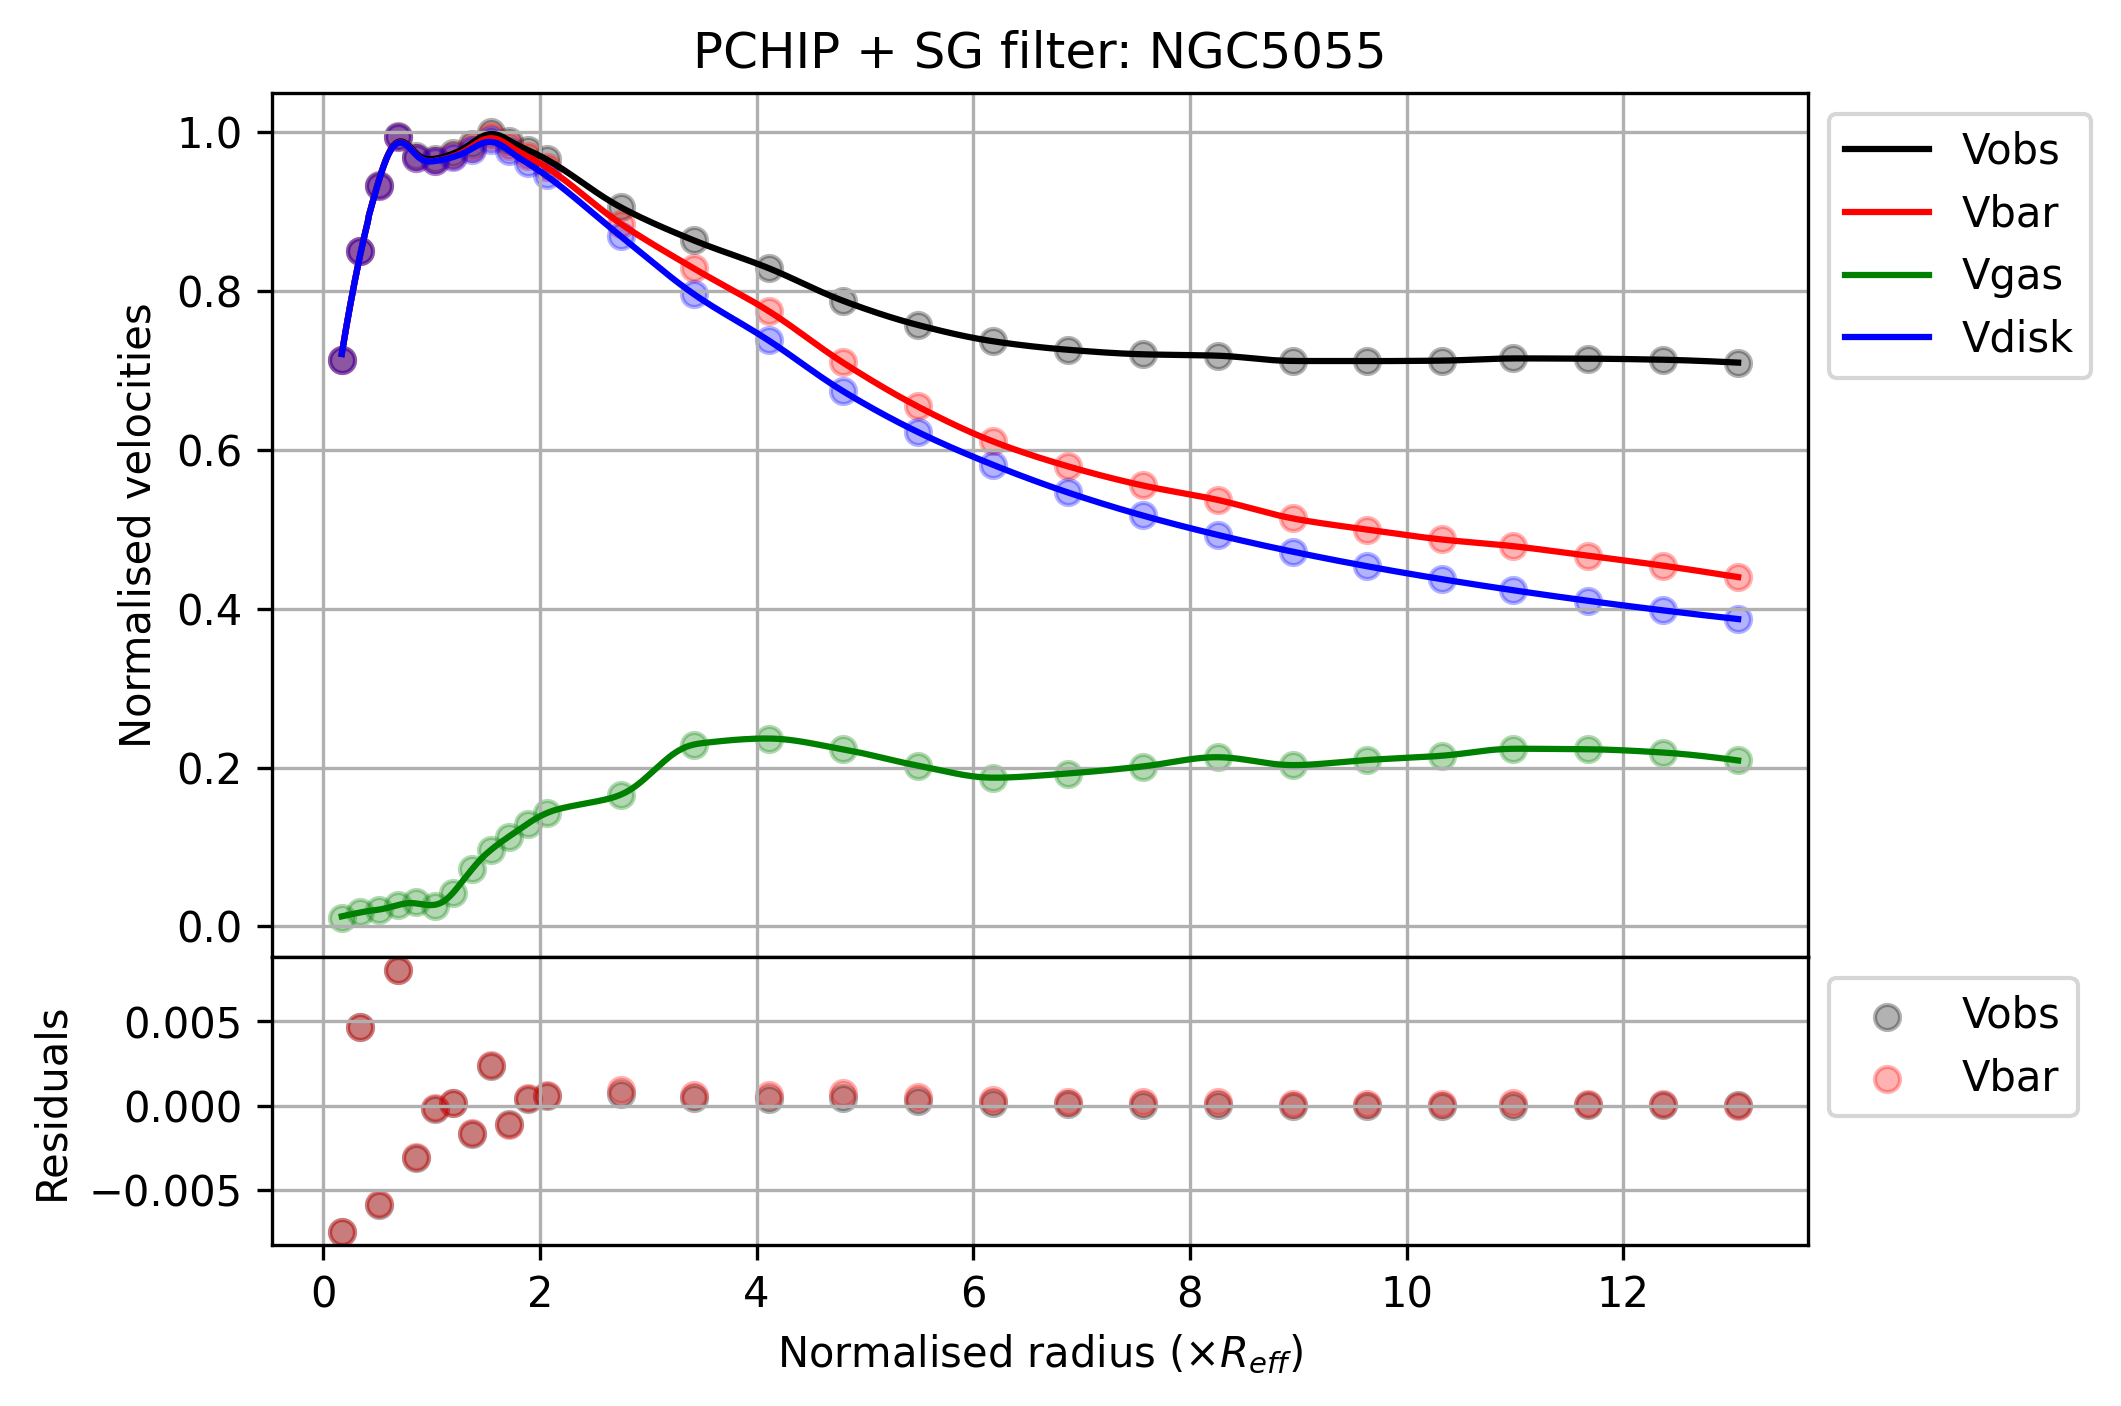 PCHIP + SG filter: NGC5055
Normalised velocities
1.0
0.8
0.6
0.4
0.2
0.0
Vobs
Vbar
Vgas
Vdisk
Residuals
0.005
0.000
−0.005
Vobs
Vbar
0 2 4 6 8 10 12
Normalised radius (×R_{eff})